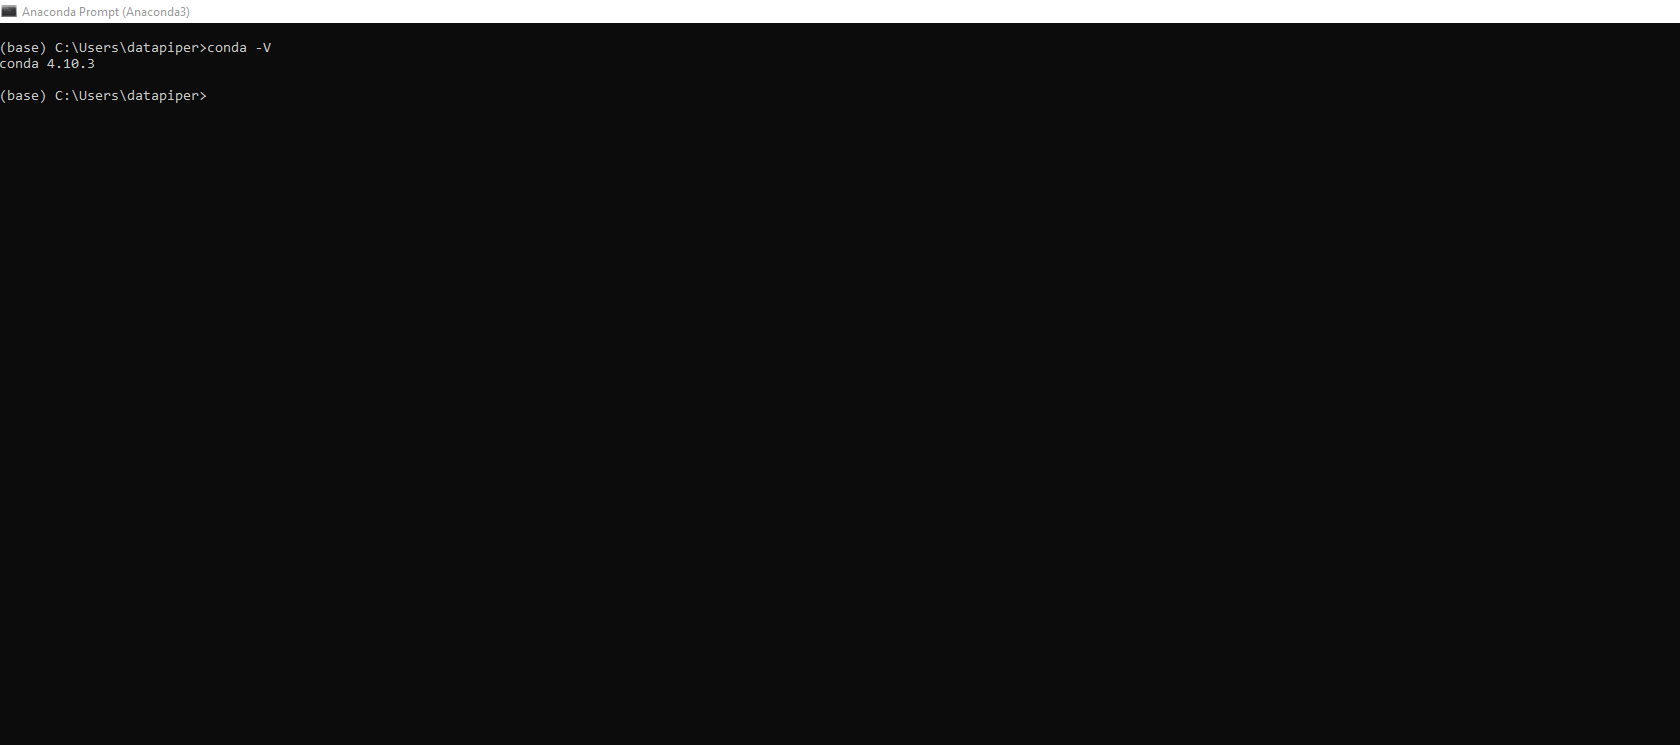 Anaconda Prompt (Anaconda3)
(base) C:\Users\datapiper>conda -V
conda 4.10.3
(base) C:\Users\datapiper>